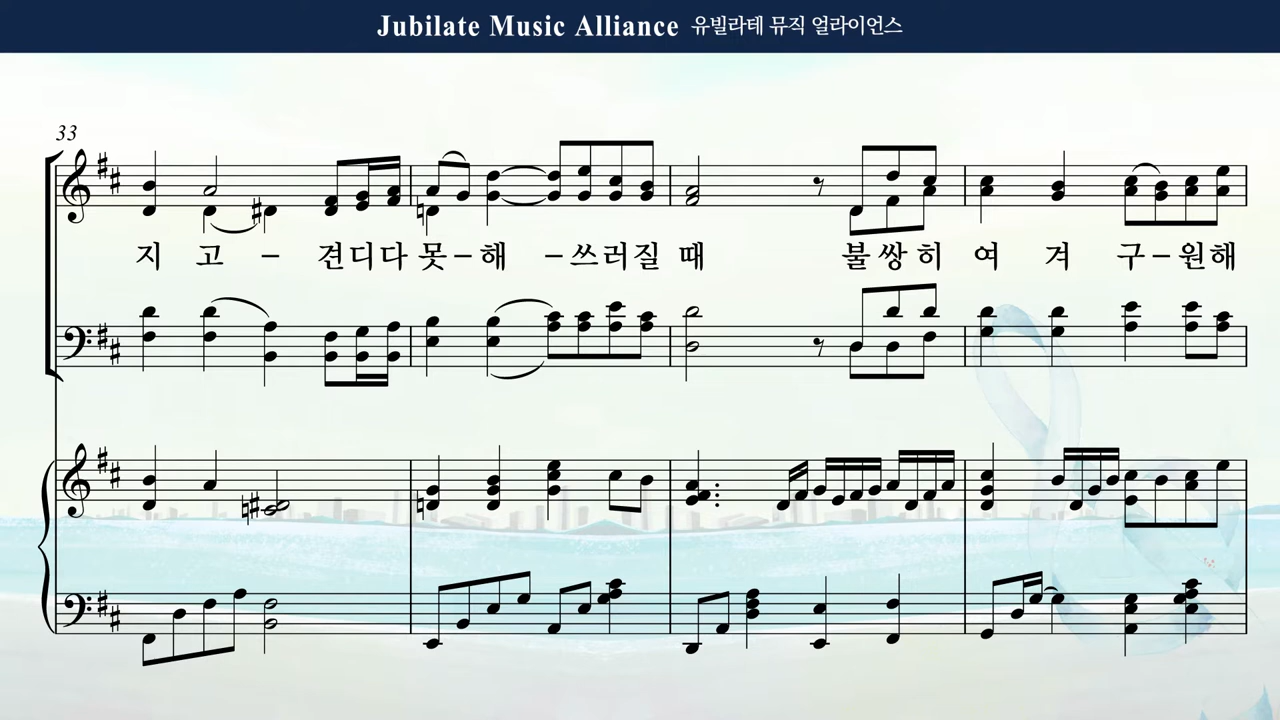 Jubilate Music Alliance 유빌라테 뮤직 얼라이언스
33
지 고 - 견디다 못-해 -쓰러질 때 불쌍히 여 겨 구-원해